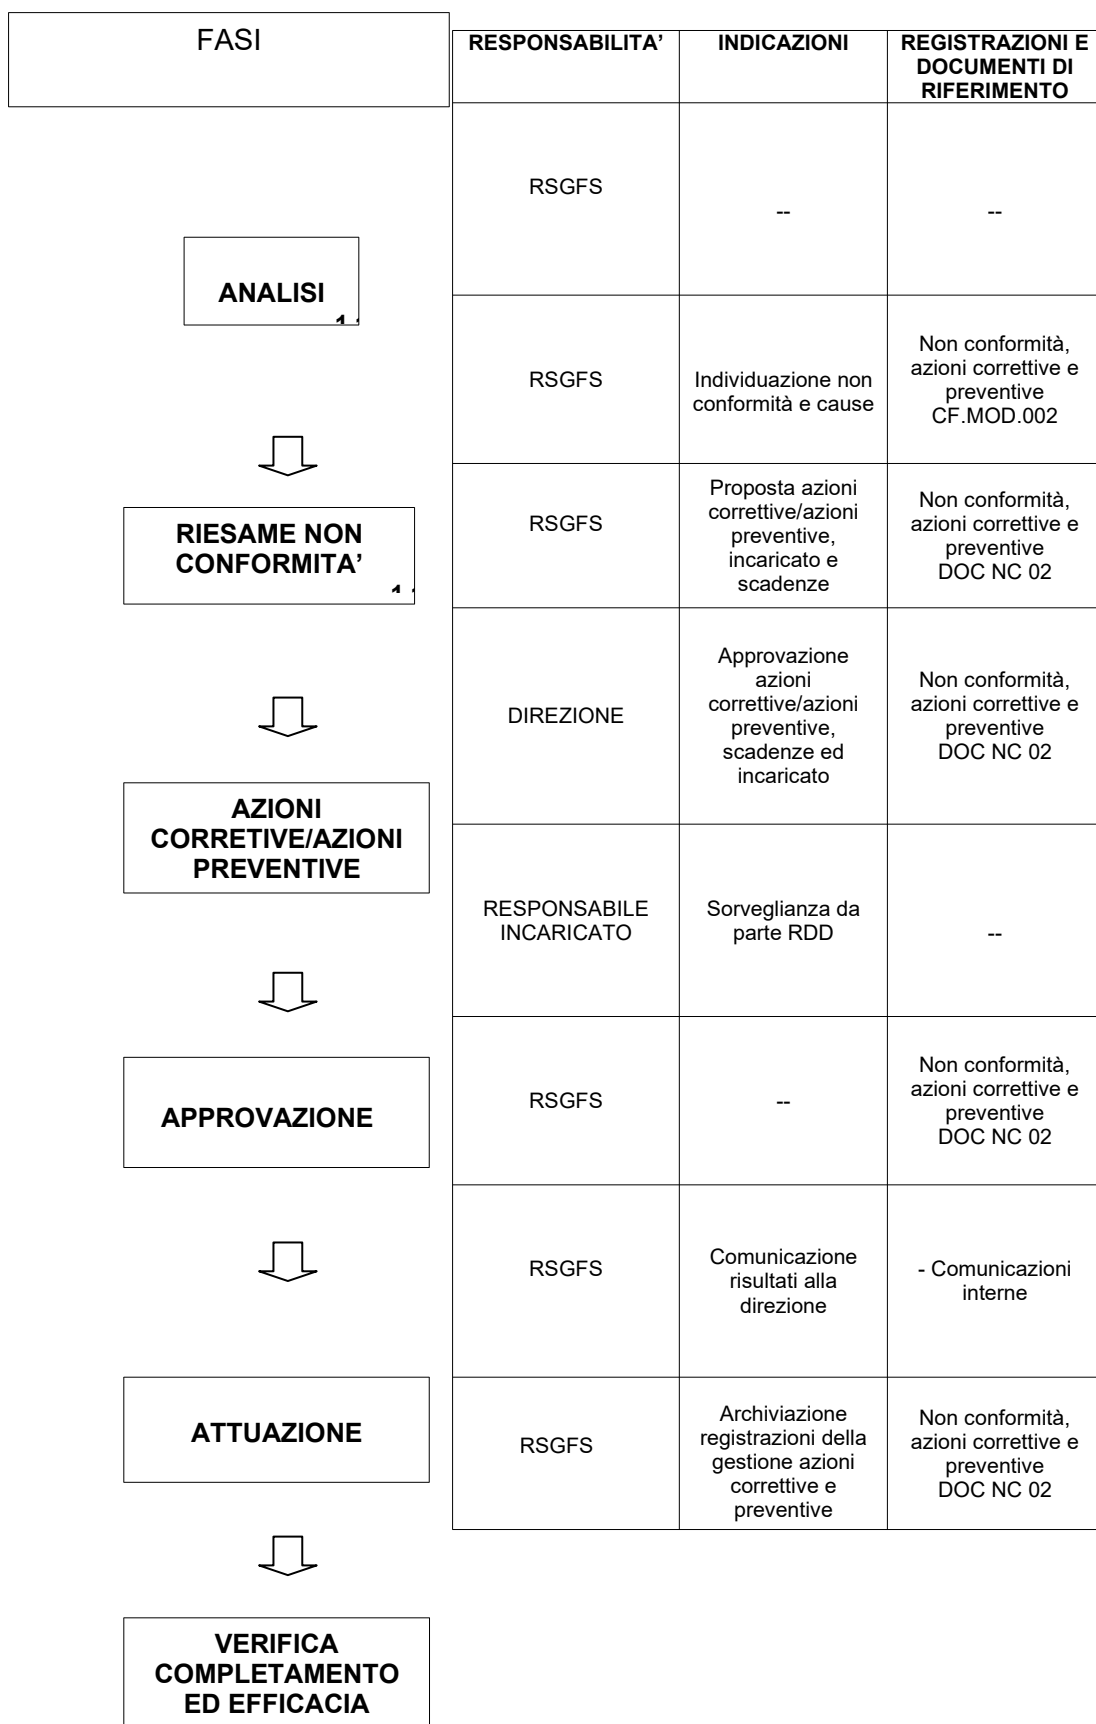 FASI
RESPONSABILITA’
INDICAZIONI
REGISTRAZIONI E
DOCUMENTI DI
RIFERIMENTO
RSGFS
--
--
ANALISI
RSGFS
Individuazione non
conformità e cause
Non conformità,
azioni correttive e
preventive
CF.MOD.002
RIESAME NON
CONFORMITA’
RSGFS
Proposta azioni
correttive/azioni
preventive,
incaricato e
scadenze
Non conformità,
azioni correttive e
preventive
DOC NC 02
DIREZIONE
Approvazione
azioni
correttive/azioni
preventive,
scadenze ed
incaricato
Non conformità,
azioni correttive e
preventive
DOC NC 02
AZIONI
CORRETIVE/AZIONI
PREVENTIVE
RESPONSABILE
INCARICATO
Sorveglianza da
parte RDD
--
APPROVAZIONE
RSGFS
--
Non conformità,
azioni correttive e
preventive
DOC NC 02
RSGFS
Comunicazione
risultati alla
direzione
- Comunicazioni
interne
ATTUAZIONE
RSGFS
Archiviazione
registrazioni della
gestione azioni
correttive e
preventive
Non conformità,
azioni correttive e
preventive
DOC NC 02
VERIFICA
COMPLETAMENTO
ED EFFICACIA